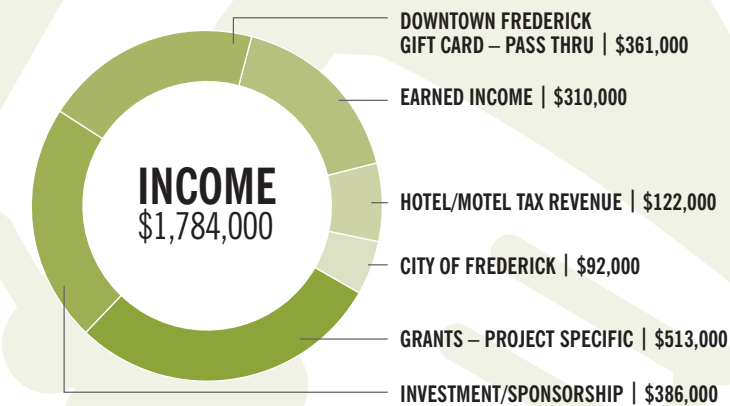 DOWNTOWN FREDERICK
GIFT CARD – PASS THRU | $361,000
EARNED INCOME | $310,000
INCOME
$1,784,000
HOTEL/MOTEL TAX REVENUE | $122,000
CITY OF FREDERICK | $92,000
GRANTS – PROJECT SPECIFIC | $513,000
INVESTMENT/SPONSORSHIP | $386,000